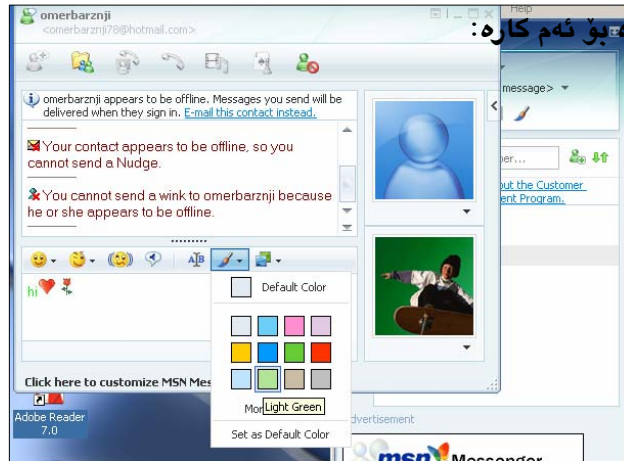 omerbarznji
<omerbarznji78@hotmail.com>
Help
ه بۆ ئەم کارە:
message>
omerbarznji appears to be offline. Messages you send will be
delivered when they sign in. E-mail this contact instead.
Your contact appears to be offline, so you
cannot send a Nudge.
You cannot send a wink to omerbarznji because
he or she appears to be offline.
er...
out the Customer
ent Program.
hi
Default Color
Light Green
Set as Default Color
Click here to customize MSN Mes
Adobe Reader
7.0
dvertisement
msn Messenger